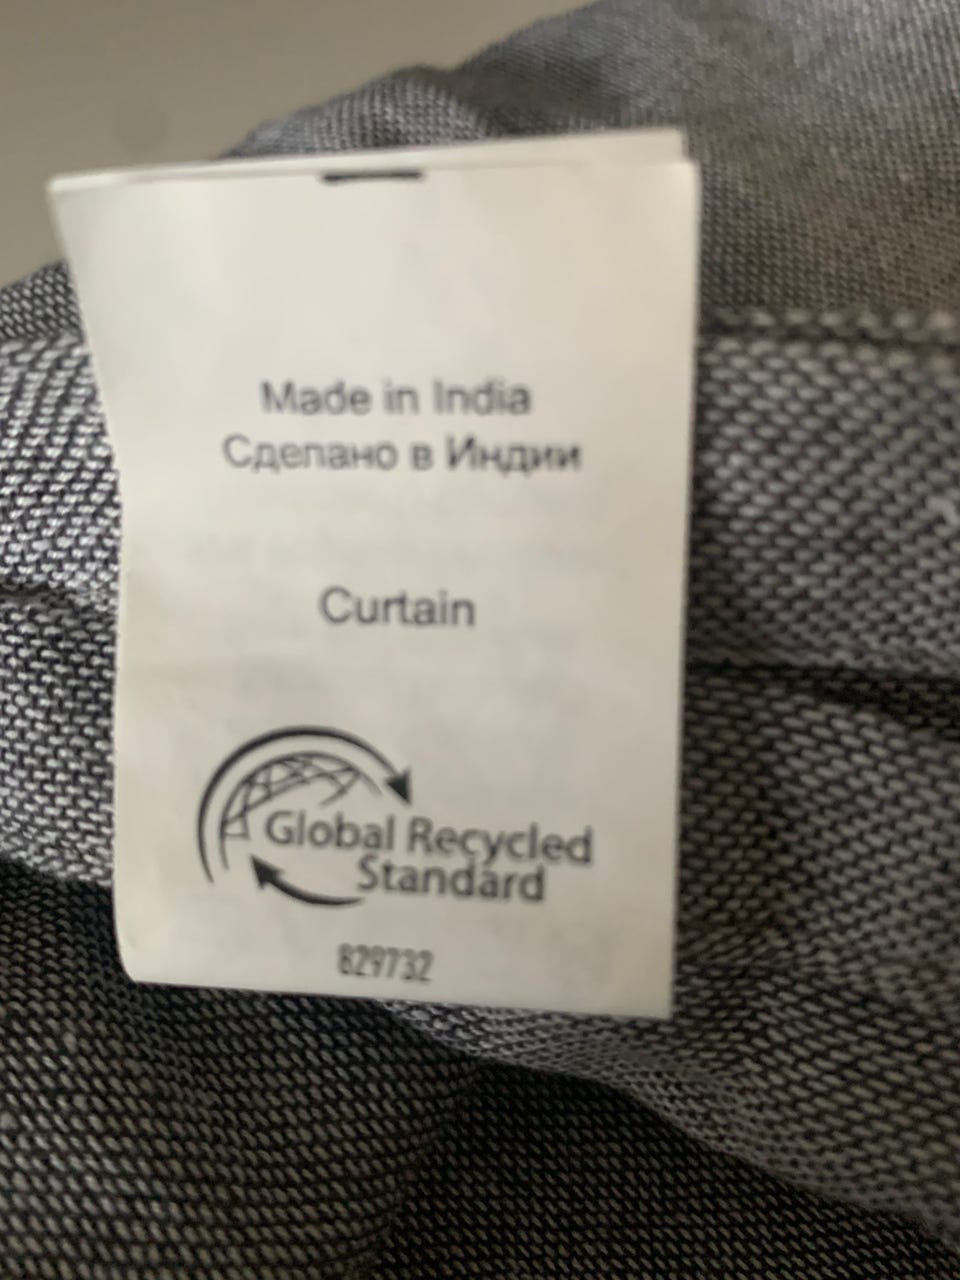 Made in India
Сделано в Индии
Curtain
Global Recycled
Standard
829732